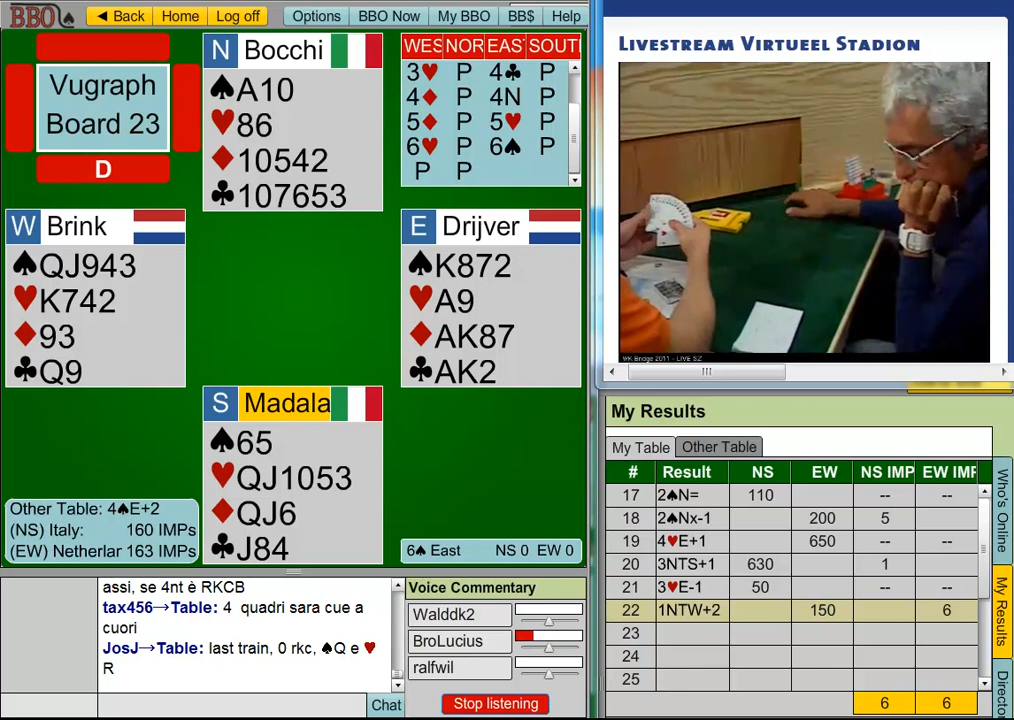 BBO
◄ Back
Home
Log off
Options
BBO Now
My BBO
BB$
Help
Vugraph
Board 23
D
N Bocchi
♠A10
♥86
♦10542
♣107653
WES NOR EAS SOUTH
3♥ P 4♣ P
4♦ P 4N P
5♦ P 5♥ P
6♥ P 6♠ P
P P
W Brink
♠QJ943
♥K742
♦93
♣Q9
E Drijver
♠K872
♥A9
♦AK87
♣AK2
S Madala
♠65
♥QJ1053
♦QJ6
♣J84
Other Table: 4♠E+2
(NS) Italy: 160 IMPs
(EW) Netherlar 163 IMPs
6♠ East NS 0 EW 0
assi, se 4nt è RKCB
tax456→Table: 4 quadri sara cue a
cuori
JosJ→Table: last train, 0 rkc, ♠Q e ♥
R
Chat
Voice Commentary
Walddk2
BroLucius
ralfwil
Stop listening
Livestream Virtueel Stadion
WK Bridge 2011 - LIVE SZ
My Results
My Table Other Table
# Result NS EW NS IMP EW IMP
17 2♠N= 110 -- --
18 2♠Nx-1 200 5
19 4♥E+1 650 -- --
20 3NTS+1 630 1
21 3♥E-1 50 -- --
22 1NTW+2 150 6
23
24
25
6 6
Who's Online
My Results
Director